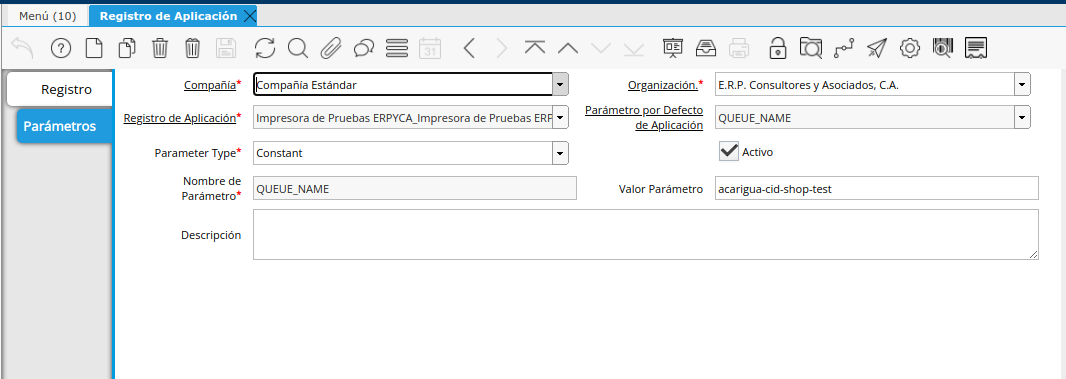 Menú (10)
Registro de Aplicación
31
Registro
Parámetros
Compañía*
Compañía Estándar
Organización.*
E.R.P. Consultores y Asociados, C.A.
Registro de Aplicación*
Impresora de Pruebas ERPYCA_Impresora de Pruebas ERP
Parámetro por Defecto
de Aplicación
QUEUE_NAME
Parameter Type*
Constant
Activo
Nombre de
Parámetro*
QUEUE_NAME
Valor Parámetro
acarigua-cid-shop-test
Descripción